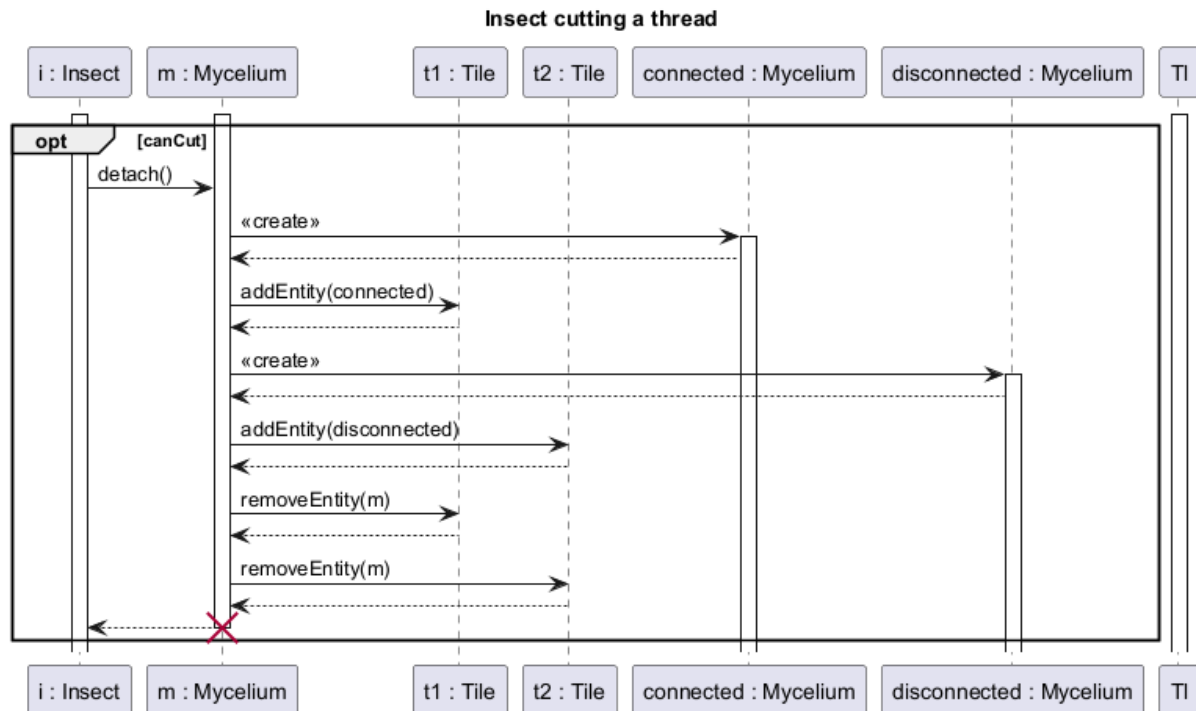 Insect cutting a thread
i : Insect
m : Mycelium
t1 : Tile
t2 : Tile
connected : Mycelium
disconnected : Mycelium
Tl
opt
[canCut]
detach()
«create»
addEntity(connected)
«create»
addEntity(disconnected)
removeEntity(m)
removeEntity(m)
i : Insect
m : Mycelium
t1 : Tile
t2 : Tile
connected : Mycelium
disconnected : Mycelium
Tl